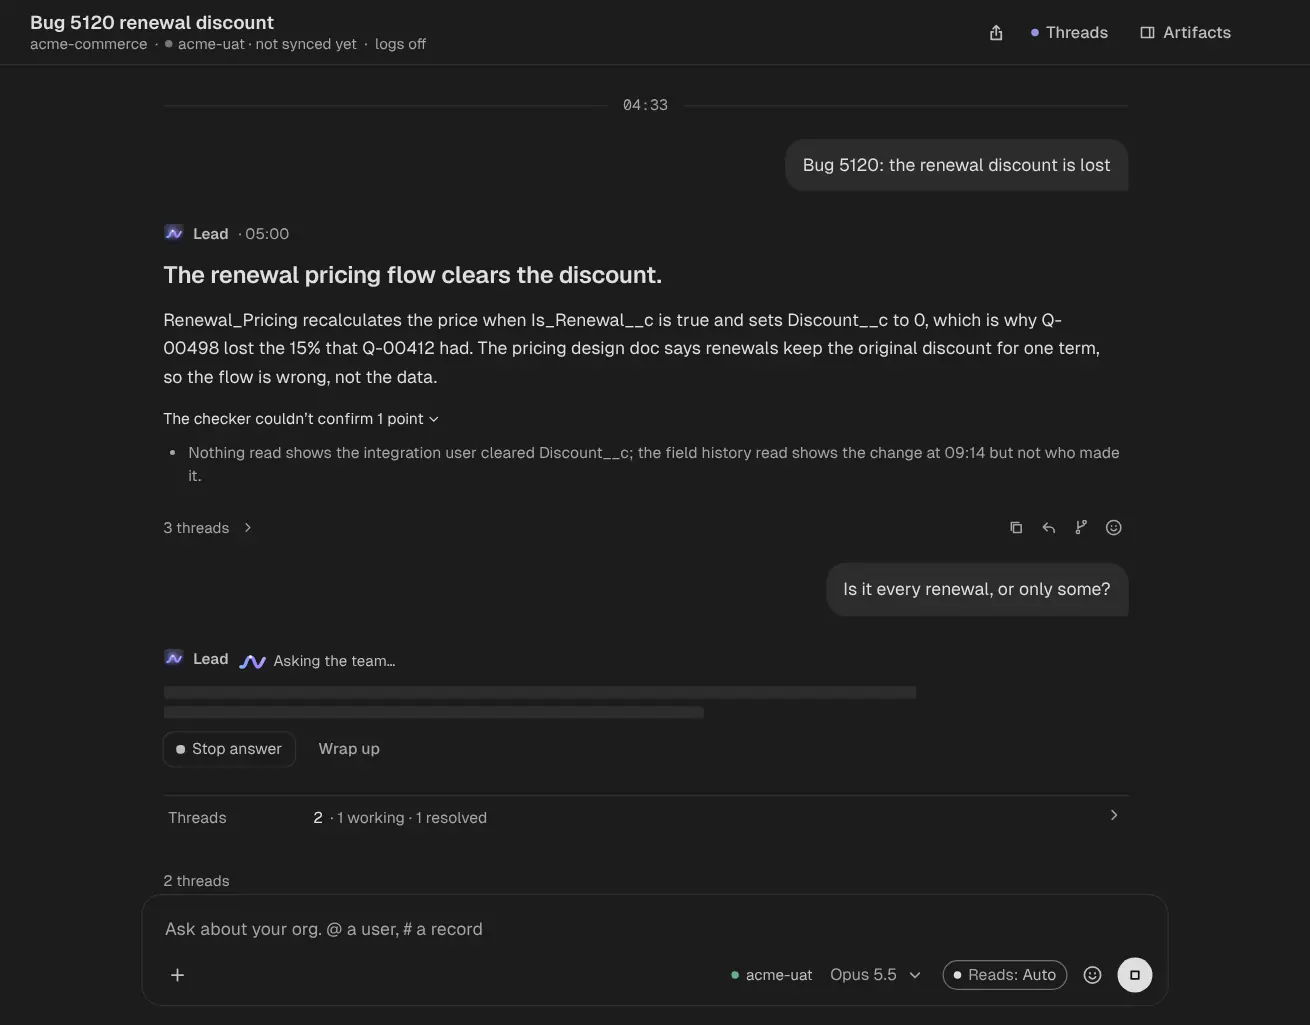 Bug 5120 renewal discount
acme-commerce · acme-uat · not synced yet · logs off
Threads
Artifacts
04:33
Bug 5120: the renewal discount is lost
Lead · 05:00
The renewal pricing flow clears the discount.
Renewal_Pricing recalculates the price when Is_Renewal__c is true and sets Discount__c to 0, which is why Q-
00498 lost the 15% that Q-00412 had. The pricing design doc says renewals keep the original discount for one term,
so the flow is wrong, not the data.
The checker couldn’t confirm 1 point
• Nothing read shows the integration user cleared Discount__c; the field history read shows the change at 09:14 but not who made
it.
3 threads
Is it every renewal, or only some?
Lead Asking the team…
Stop answer
Wrap up
Threads 2 · 1 working · 1 resolved
2 threads
Ask about your org. @ a user, # a record
acme-uat Opus 5.5 Reads: Auto